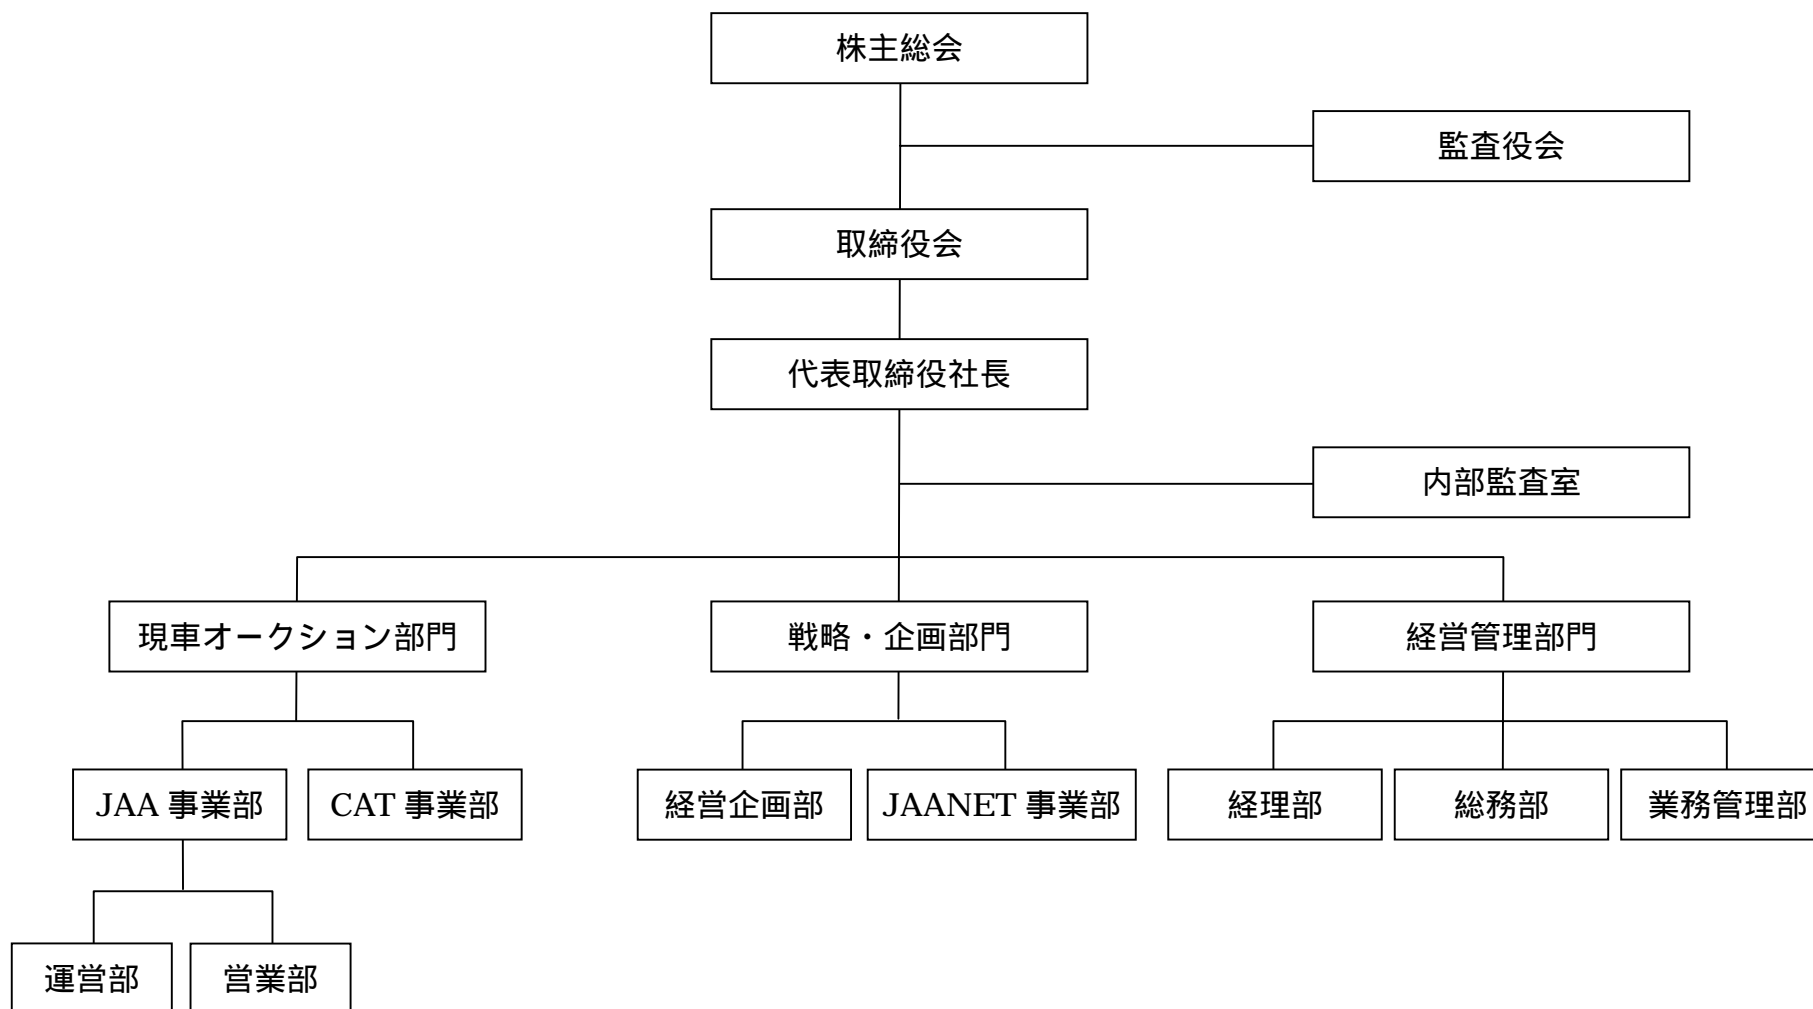 株主総会
監査役会
取締役会
代表取締役社長
内部監査室
現車オークション部門
戦略・企画部門
経営管理部門
JAA 事業部
CAT 事業部
経営企画部
JAANET 事業部
経理部
総務部
業務管理部
運営部
営業部